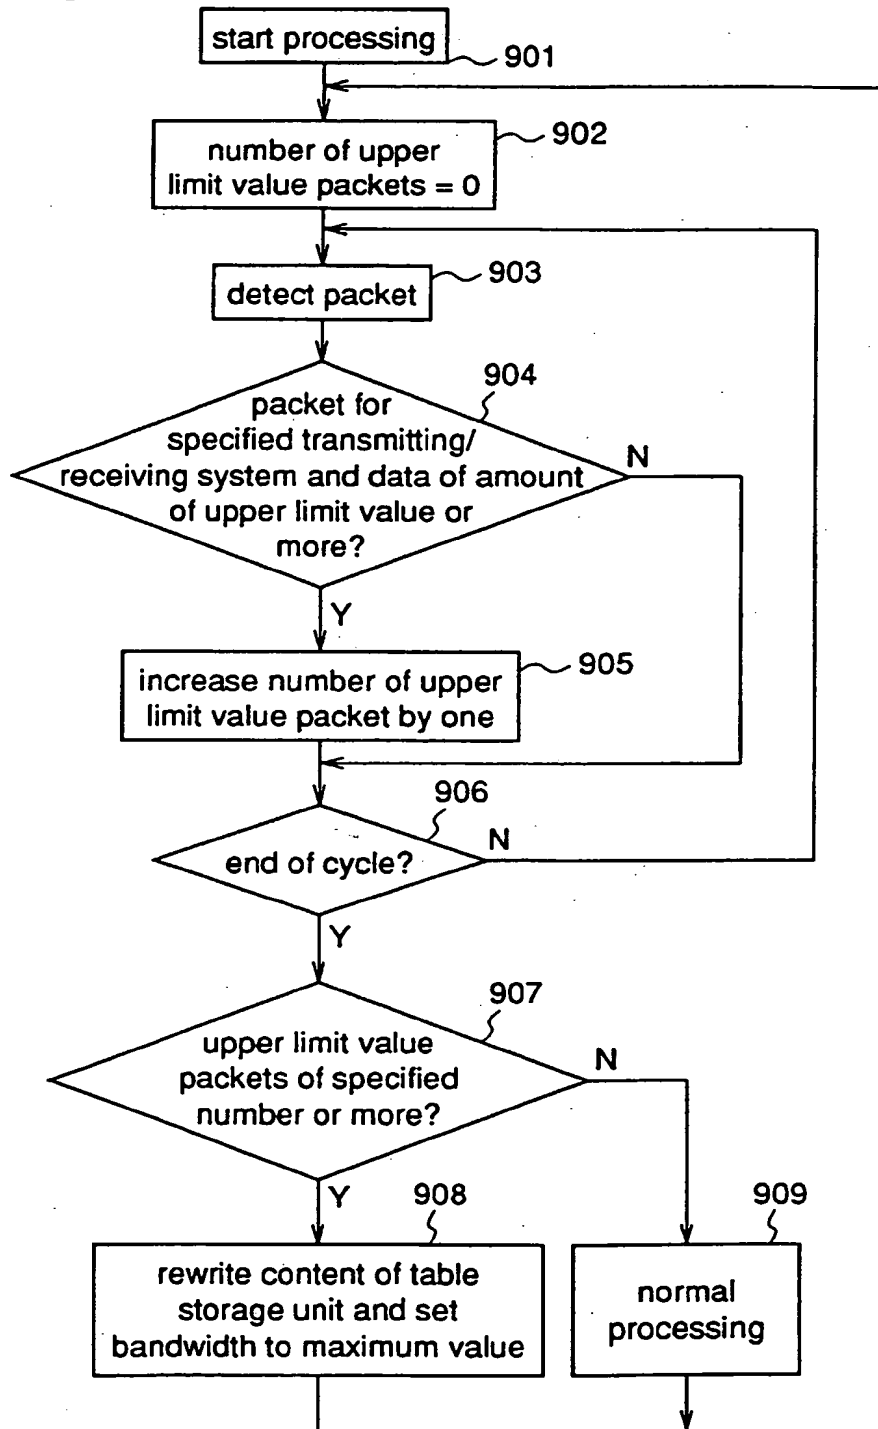 start processing
901
902
number of upper
limit value packets = 0
903
detect packet
904
packet for
specified transmitting/
receiving system and data of amount
of upper limit value or
more?
N
Y
905
increase number of upper
limit value packet by one
906
end of cycle?
N
Y
907
upper limit value
packets of specified
number or more?
N
Y
908
rewrite content of table
storage unit and set
bandwidth to maximum value
909
normal
processing